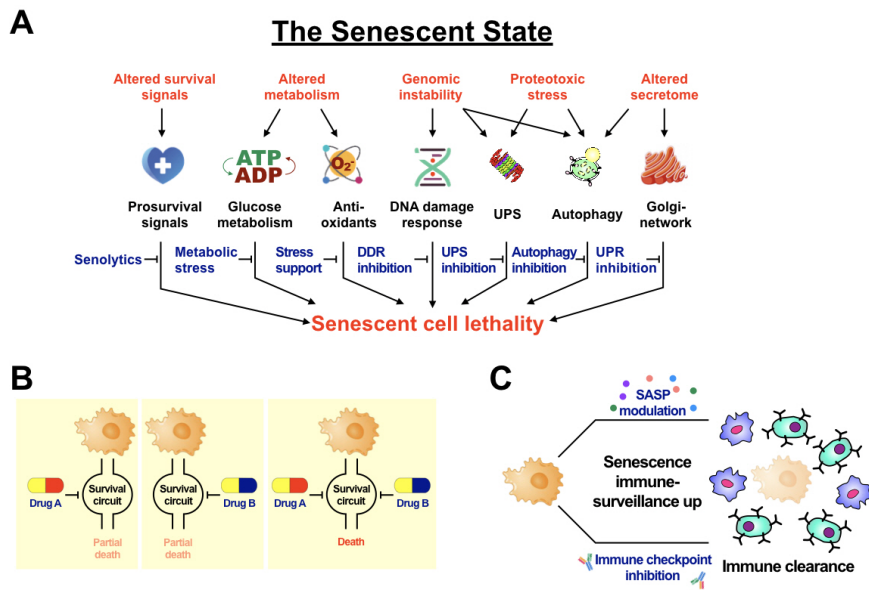 A
The Senescent State
Altered survival
signals
Altered
metabolism
Genomic
instability
Proteotoxic
stress
Altered
secretome
ATP
ADP
O₂⁻
Prosurvival
signals
Glucose
metabolism
Anti-
oxidants
DNA damage
response
UPS
Autophagy
Golgi-
network
Senolytics
Metabolic
stress
Stress
support
DDR
inhibition
UPS
inhibition
Autophagy
inhibition
UPR
inhibition
Senescent cell lethality
B
Drug A
Survival
circuit
Partial
death
Survival
circuit
Drug B
Partial
death
Drug A
Survival
circuit
Drug B
Death
C
SASP
modulation
Senescence
immune-
surveillance up
Immune checkpoint
inhibition
Immune clearance